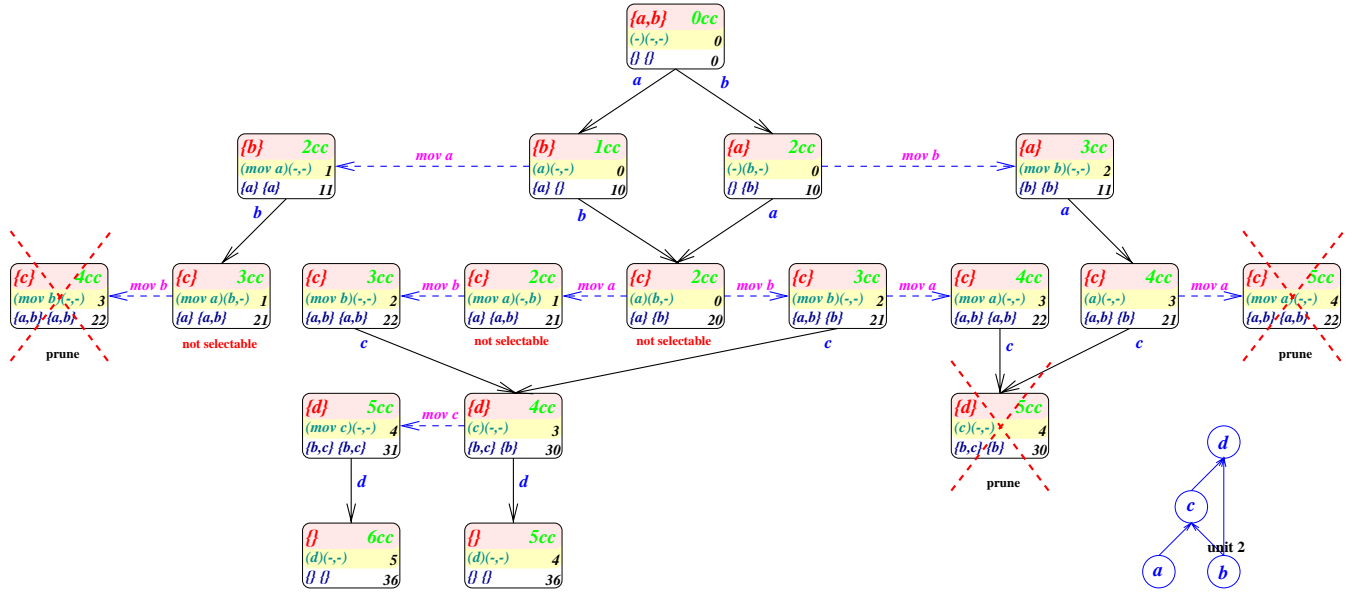 {a,b} 0cc
(-)(-,-) 0
{} {} 0
a b
{b} 2cc
(mov a)(-,-) 1
{a} {a} 11
mov a
{b} 1cc
(a)(-,-) 0
{a} {} 10
{a} 2cc
(-)(b,-) 0
{} {b} 10
mov b
{a} 3cc
(mov b)(-,-) 2
{b} {b} 11
b b a a
{c} 4cc
(mov b)(-,-) 3
{a,b} {a,b} 22
prune
mov b
{c} 3cc
(mov a)(b,-) 1
{a} {a,b} 21
not selectable
{c} 3cc
(mov b)(-,-) 2
{a,b} {a,b} 22
c
mov b
{c} 2cc
(mov a)(-,b) 1
{a} {a,b} 21
not selectable
mov a
{c} 2cc
(a)(b,-) 0
{a} {b} 20
not selectable
mov b
{c} 3cc
(mov b)(-,-) 2
{a,b} {b} 21
c
mov a
{c} 4cc
(mov a)(-,-) 3
{a,b} {a,b} 22
c
{c} 4cc
(a)(-,-) 3
{a,b} {b} 21
c
mov a
{c} 5cc
(mov a)(-,-) 4
{a,b} {a,b} 22
prune
{d} 5cc
(mov c)(-,-) 4
{b,c} {b,c} 31
mov c
{d} 4cc
(c)(-,-) 3
{b,c} {b} 30
{d} 5cc
(c)(-,-) 4
{b,c} {b} 30
prune
d d
{} 6cc
(d)(-,-) 5
{} {} 36
{} 5cc
(d)(-,-) 4
{} {} 36
d
c
unit 2
a b